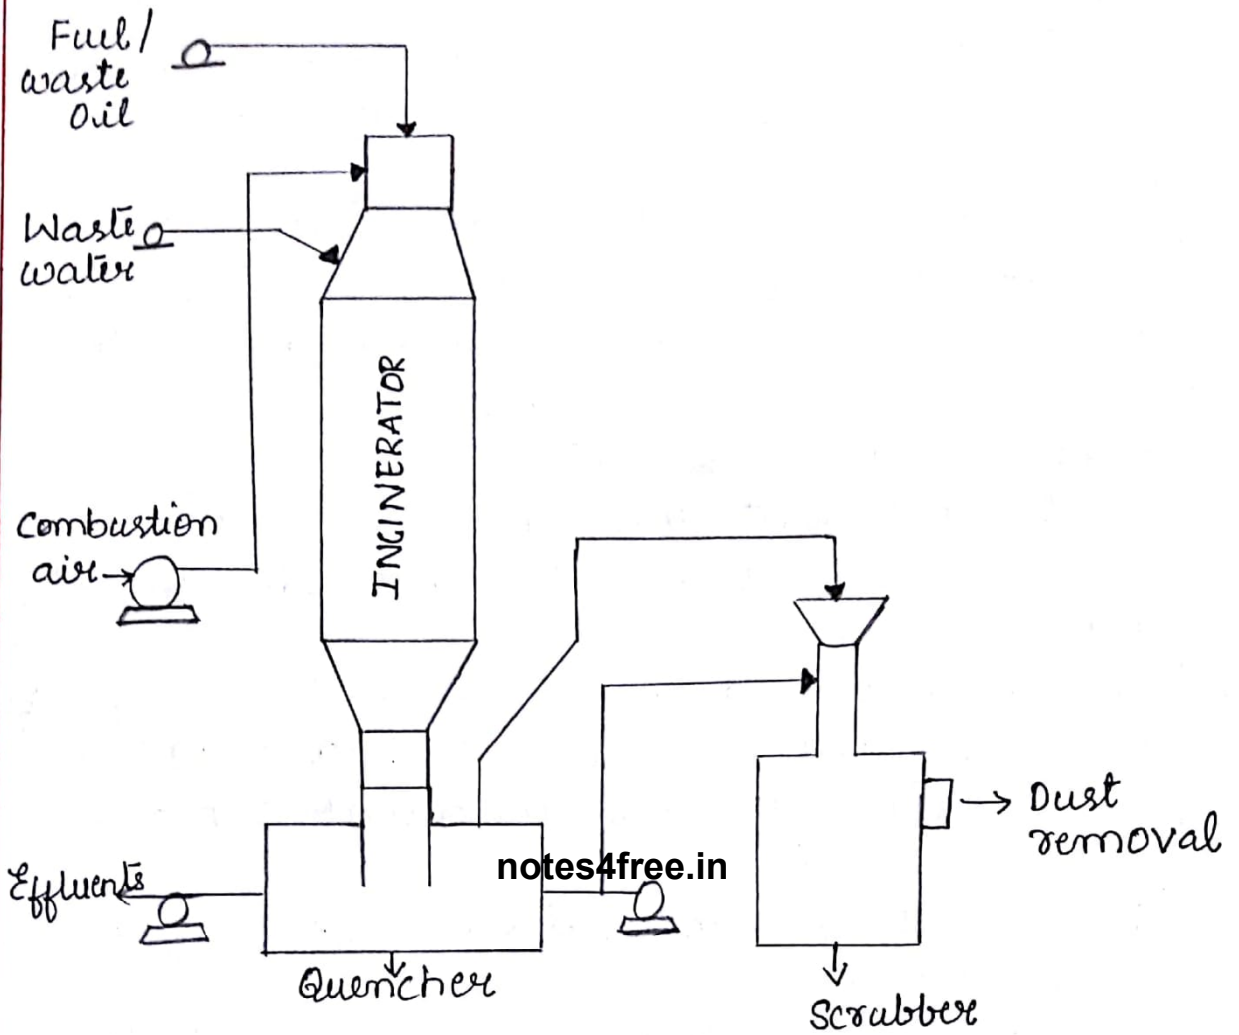 Fuel/
waste
Oil
Waste
water
INCINERATOR
Combustion
air
Dust
removal
Effluents
notes4free.in
Quencher
Scrubber